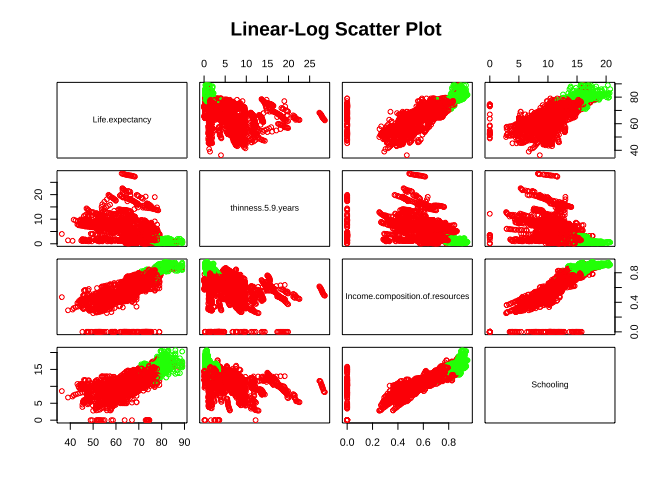 Linear-Log Scatter Plot
0 5 10 15 20 25
0 5 10 15 20
Life.expectancy
40 60 80
0 10 20
thinness.5.9.years
Income.composition.of.resources
0.0 0.4 0.8
0 5 15
Schooling
40 50 60 70 80 90
0.0 0.2 0.4 0.6 0.8